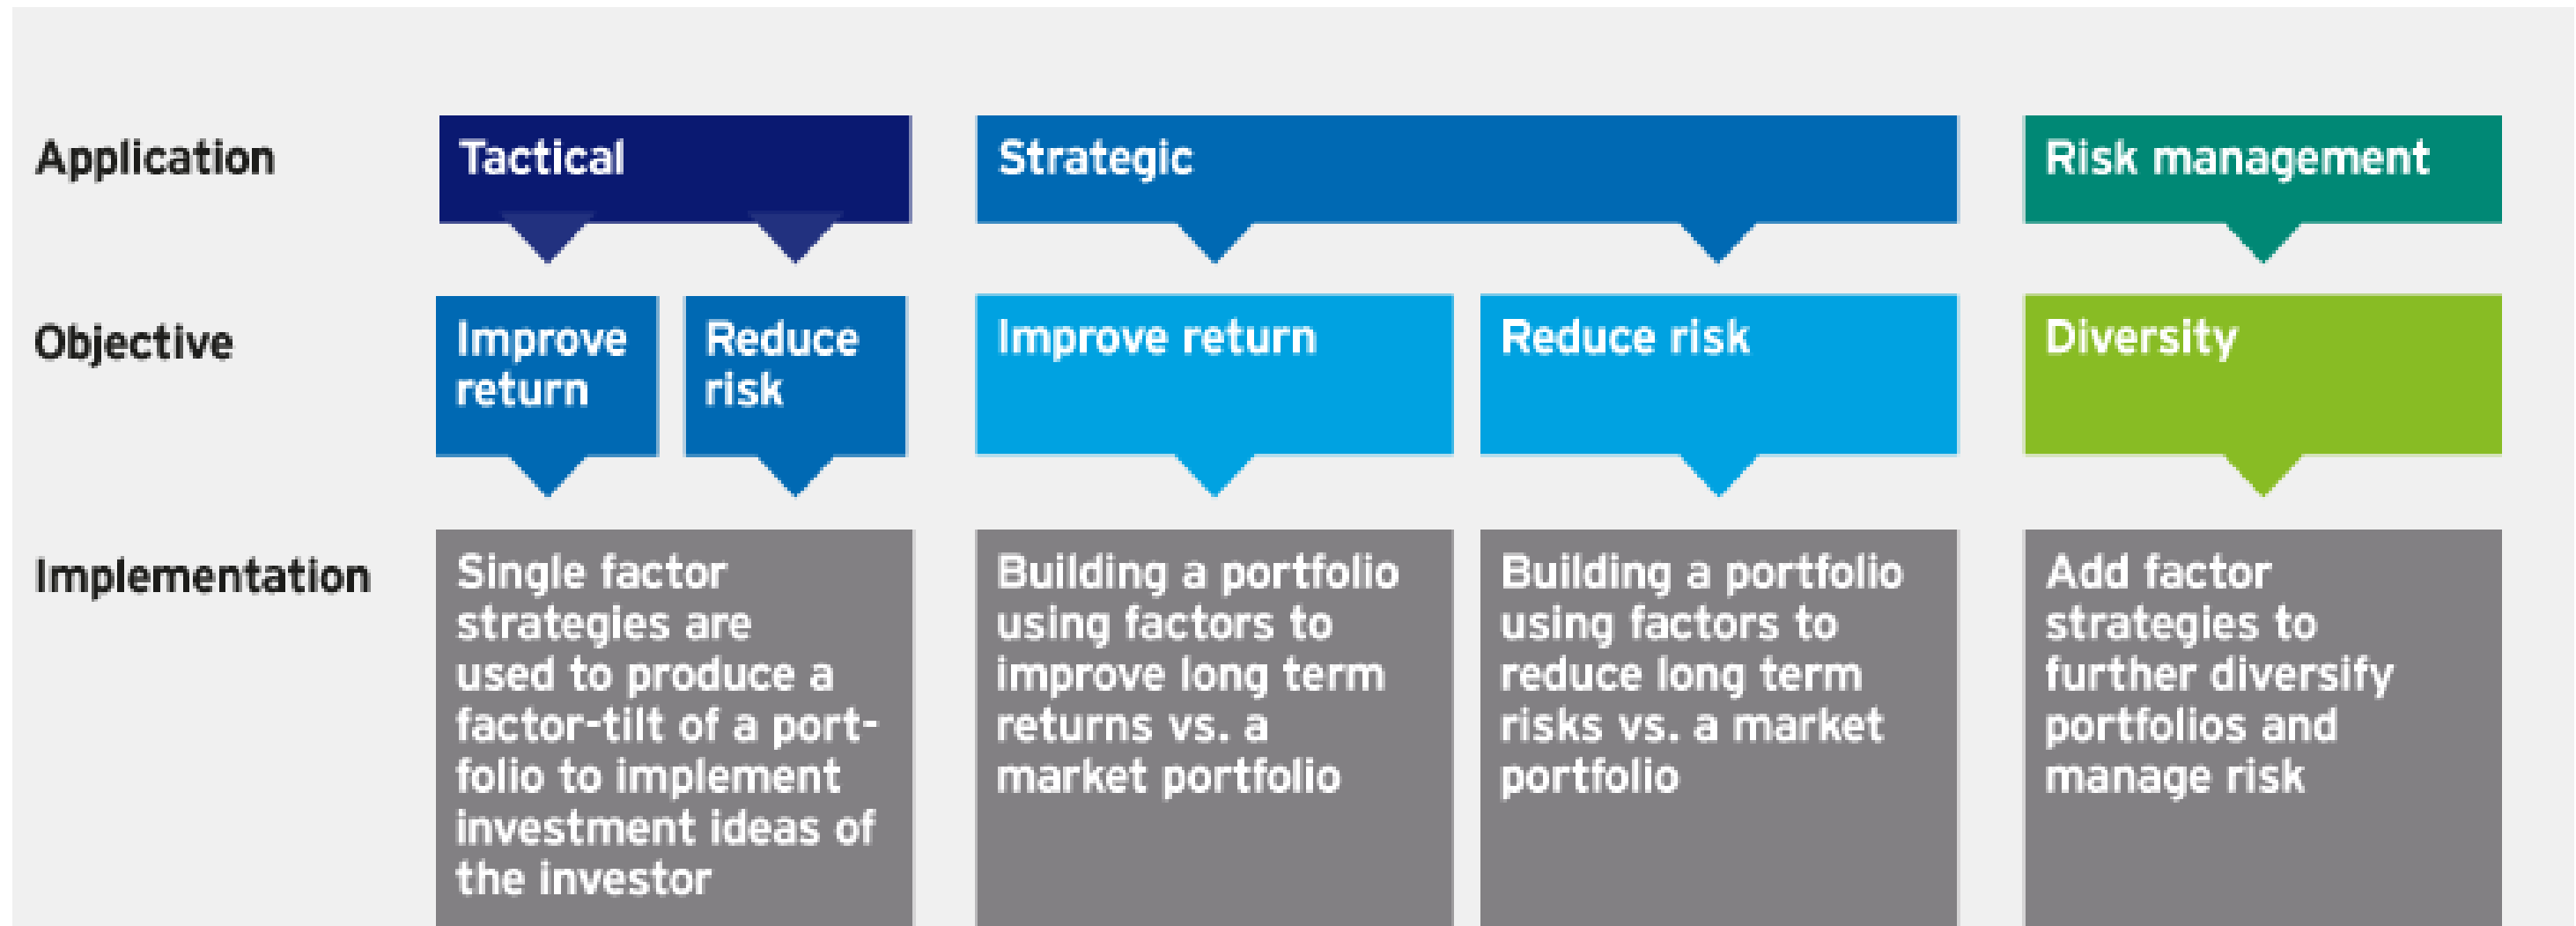 Application
Tactical
Strategic
Risk management
Objective
Improve
return
Reduce
risk
Improve return
Reduce risk
Diversity
Implementation
Single factor
strategies are
used to produce a
factor-tilt of a port-
folio to implement
investment ideas of
the investor
Building a portfolio
using factors to
improve long term
returns vs. a
market portfolio
Building a portfolio
using factors to
reduce long term
risks vs. a market
portfolio
Add factor
strategies to
further diversify
portfolios and
manage risk